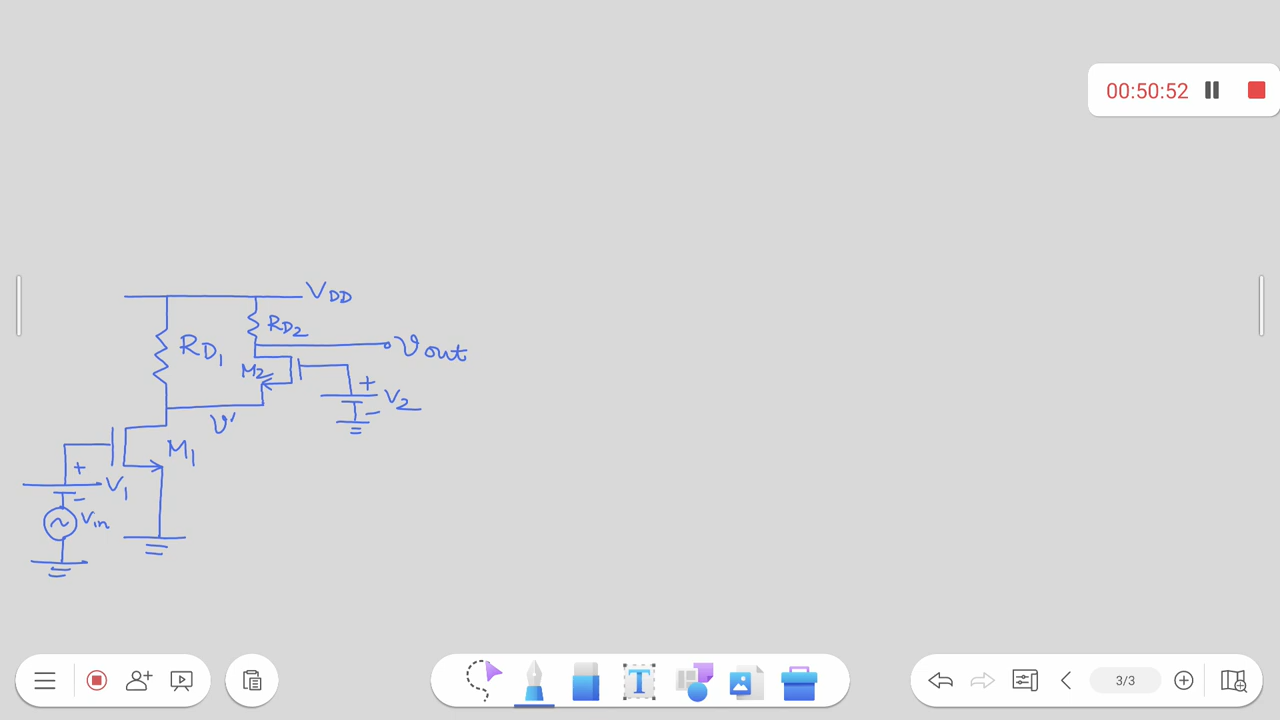 00:50:52
VDD
RD2
RD1
Vout
M2
+
V2
-
V'
M1
+
V1
-
Vin
T
3/3